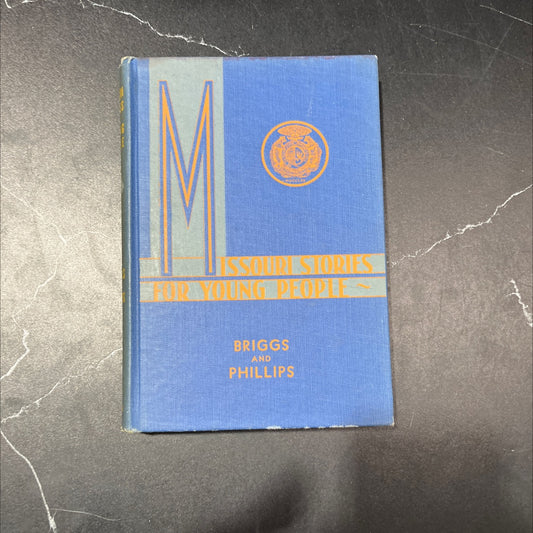 MISSOURI STORIES
FOR YOUNG PEOPLE
BRIGGS
AND
PHILLIPS